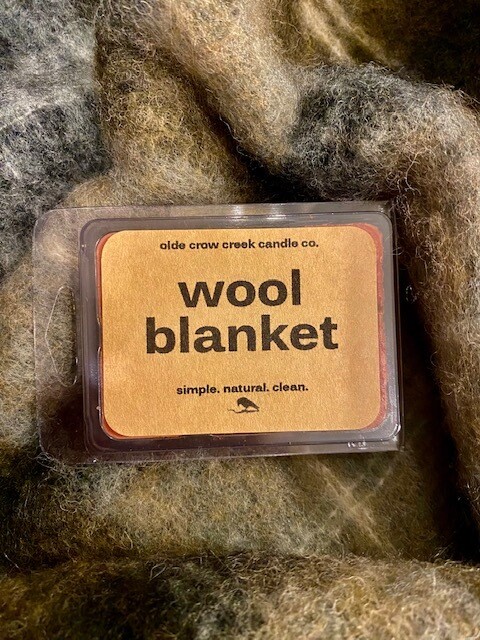 olde crow creek candle co.
wool
blanket
simple. natural. clean.